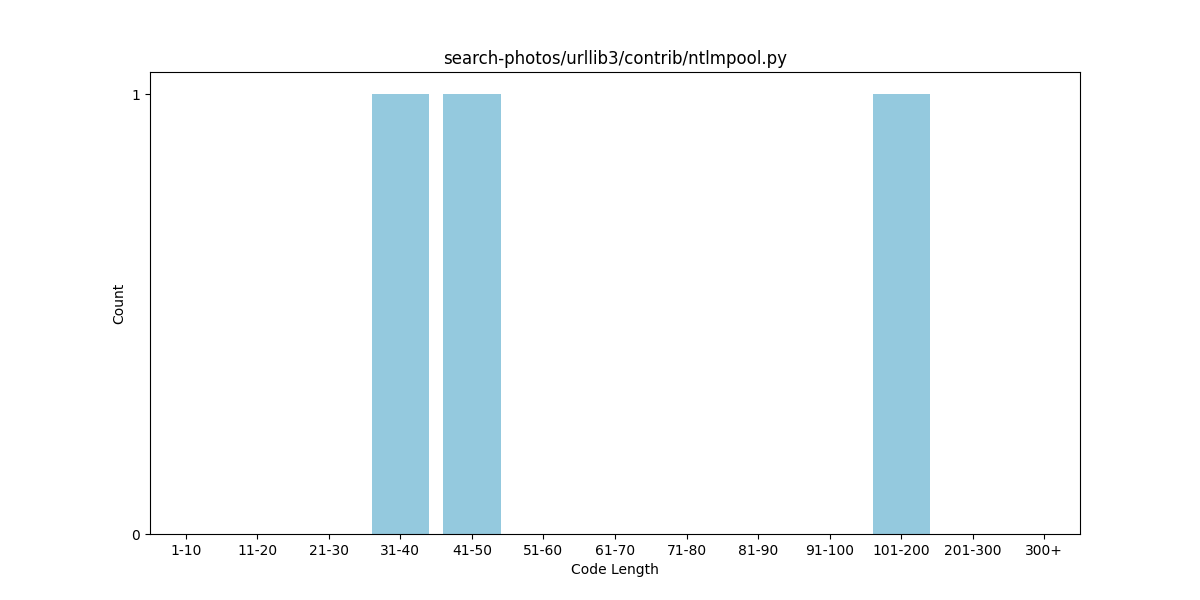 search-photos/urllib3/contrib/ntlmpool.py
1
Count
0
1-10 11-20 21-30 31-40 41-50 51-60 61-70 71-80 81-90 91-100 101-200 201-300 300+
Code Length